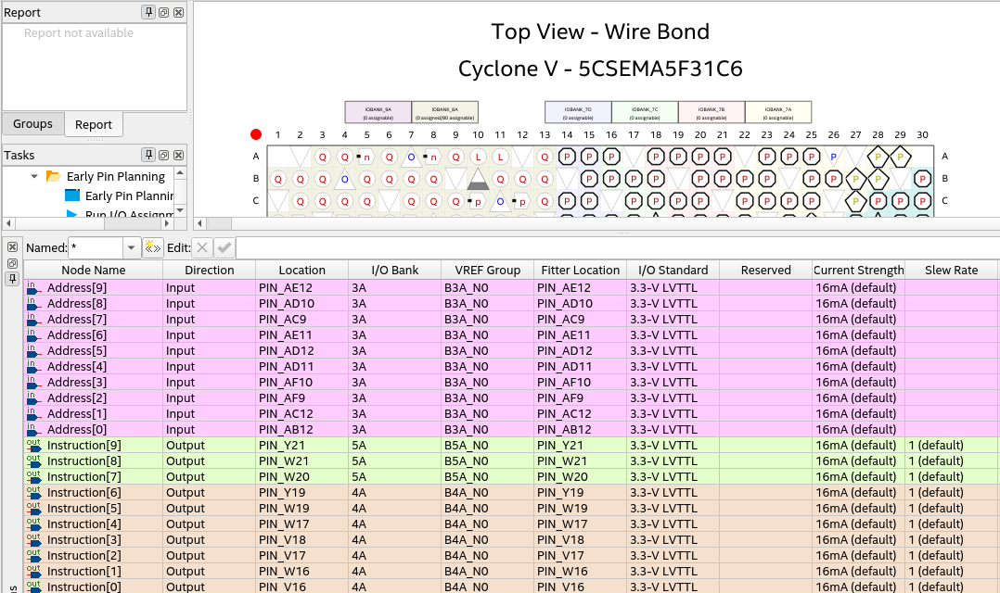 Report
Report not available
Groups Report
Tasks
Early Pin Planning
Early Pin Plannin
Run I/O Assignm
Top View - Wire Bond
Cyclone V - 5CSEMA5F31C6
IOBANK_9A (0 assignable) IOBANK_8A (0 assigned/80 assignable) IOBANK_7D (0 assignable) IOBANK_7C (0 assignable) IOBANK_7B (0 assignable) IOBANK_7A (0 assignable)
1 2 3 4 5 6 7 8 9 10 11 12 13 14 15 16 17 18 19 20 21 22 23 24 25 26 27 28 29 30
A Q Q n Q O n Q L L Q P P P P P P P P P P P P P A
B Q Q Q O Q Q Q Q Q Q Q P P P P P P P P P P P P P B
C Q Q Q Q Q Q Q p O p Q P P P P P P P P P P P P P P P C
Named: * Edit:
Node Name Direction Location I/O Bank VREF Group Fitter Location I/O Standard Reserved Current Strength Slew Rate
in Address[9] Input PIN_AE12 3A B3A_N0 PIN_AE12 3.3-V LVTTL 16mA (default)
in Address[8] Input PIN_AD10 3A B3A_N0 PIN_AD10 3.3-V LVTTL 16mA (default)
in Address[7] Input PIN_AC9 3A B3A_N0 PIN_AC9 3.3-V LVTTL 16mA (default)
in Address[6] Input PIN_AE11 3A B3A_N0 PIN_AE11 3.3-V LVTTL 16mA (default)
in Address[5] Input PIN_AD12 3A B3A_N0 PIN_AD12 3.3-V LVTTL 16mA (default)
in Address[4] Input PIN_AD11 3A B3A_N0 PIN_AD11 3.3-V LVTTL 16mA (default)
in Address[3] Input PIN_AF10 3A B3A_N0 PIN_AF10 3.3-V LVTTL 16mA (default)
in Address[2] Input PIN_AF9 3A B3A_N0 PIN_AF9 3.3-V LVTTL 16mA (default)
in Address[1] Input PIN_AC12 3A B3A_N0 PIN_AC12 3.3-V LVTTL 16mA (default)
in Address[0] Input PIN_AB12 3A B3A_N0 PIN_AB12 3.3-V LVTTL 16mA (default)
out Instruction[9] Output PIN_Y21 5A B5A_N0 PIN_Y21 3.3-V LVTTL 16mA (default) 1 (default)
out Instruction[8] Output PIN_W21 5A B5A_N0 PIN_W21 3.3-V LVTTL 16mA (default) 1 (default)
out Instruction[7] Output PIN_W20 5A B5A_N0 PIN_W20 3.3-V LVTTL 16mA (default) 1 (default)
out Instruction[6] Output PIN_Y19 4A B4A_N0 PIN_Y19 3.3-V LVTTL 16mA (default) 1 (default)
out Instruction[5] Output PIN_W19 4A B4A_N0 PIN_W19 3.3-V LVTTL 16mA (default) 1 (default)
out Instruction[4] Output PIN_W17 4A B4A_N0 PIN_W17 3.3-V LVTTL 16mA (default) 1 (default)
out Instruction[3] Output PIN_V18 4A B4A_N0 PIN_V18 3.3-V LVTTL 16mA (default) 1 (default)
out Instruction[2] Output PIN_V17 4A B4A_N0 PIN_V17 3.3-V LVTTL 16mA (default) 1 (default)
out Instruction[1] Output PIN_W16 4A B4A_N0 PIN_W16 3.3-V LVTTL 16mA (default) 1 (default)
out Instruction[0] Output PIN_V16 4A B4A_N0 PIN_V16 3.3-V LVTTL 16mA (default) 1 (default)